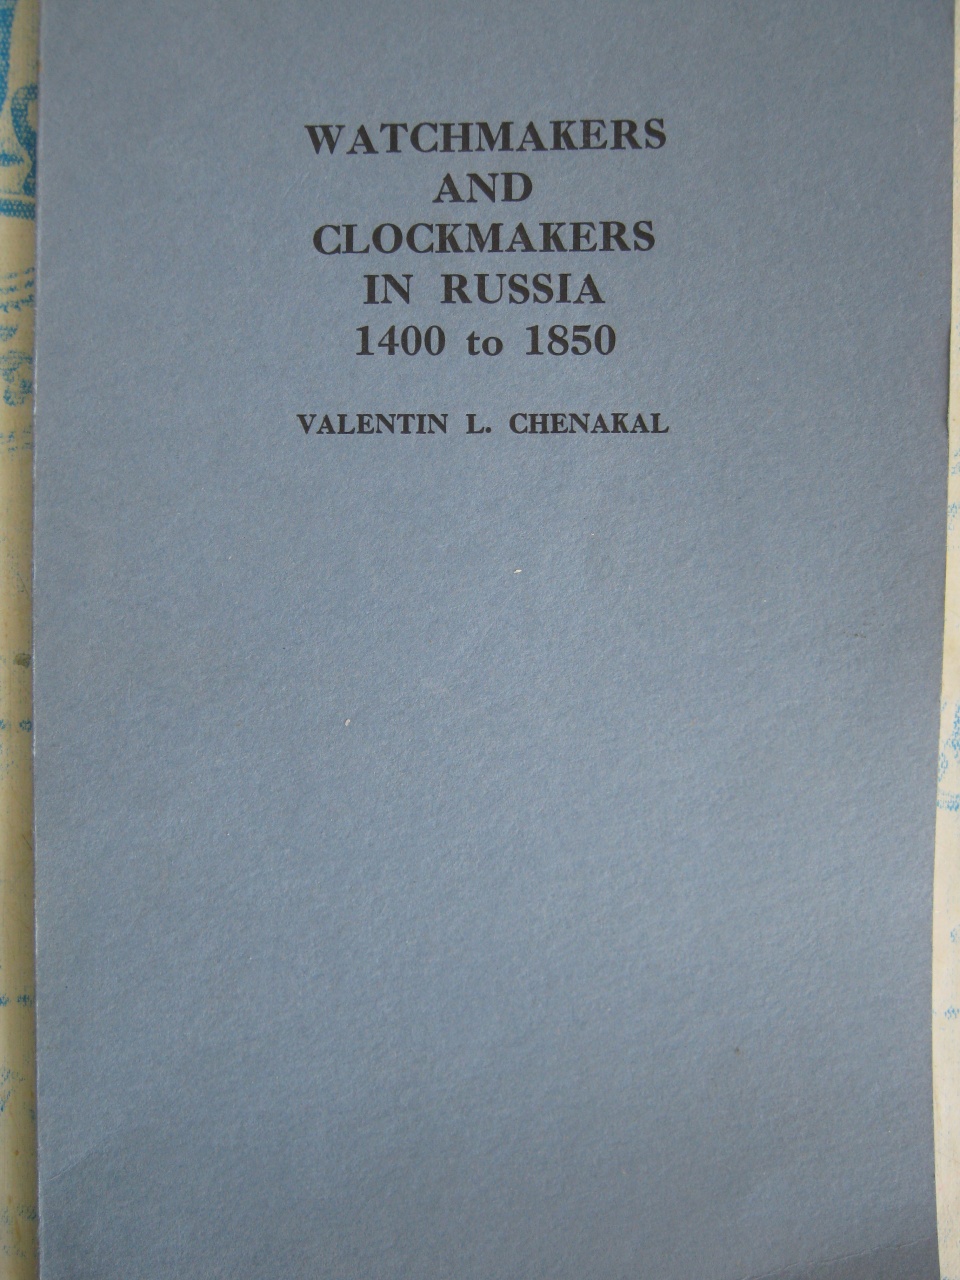 WATCHMAKERS
AND
CLOCKMAKERS
IN RUSSIA
1400 to 1850
VALENTIN L. CHENAKAL